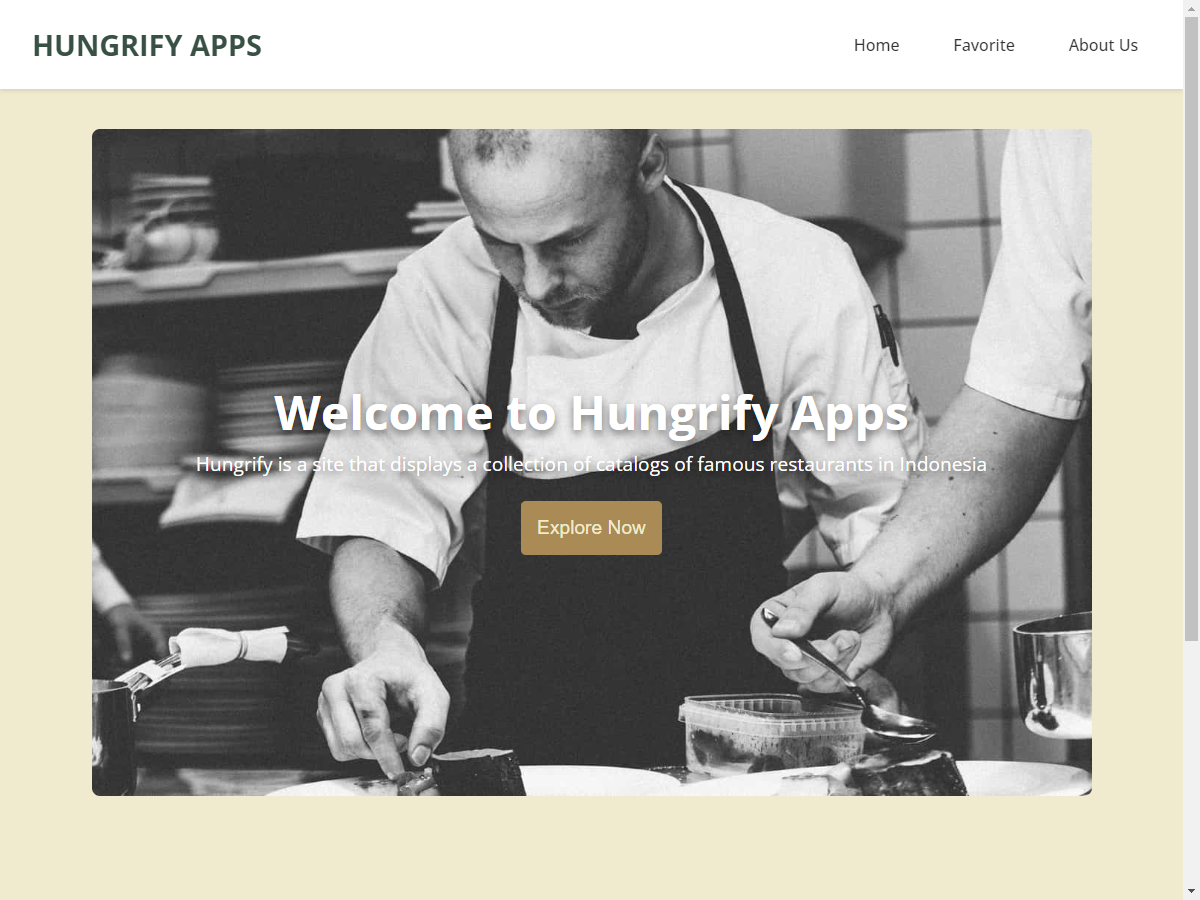 HUNGRIFY APPS
Home
Favorite
About Us
Welcome to Hungrify Apps
Hungrify is a site that displays a collection of catalogs of famous restaurants in Indonesia
Explore Now